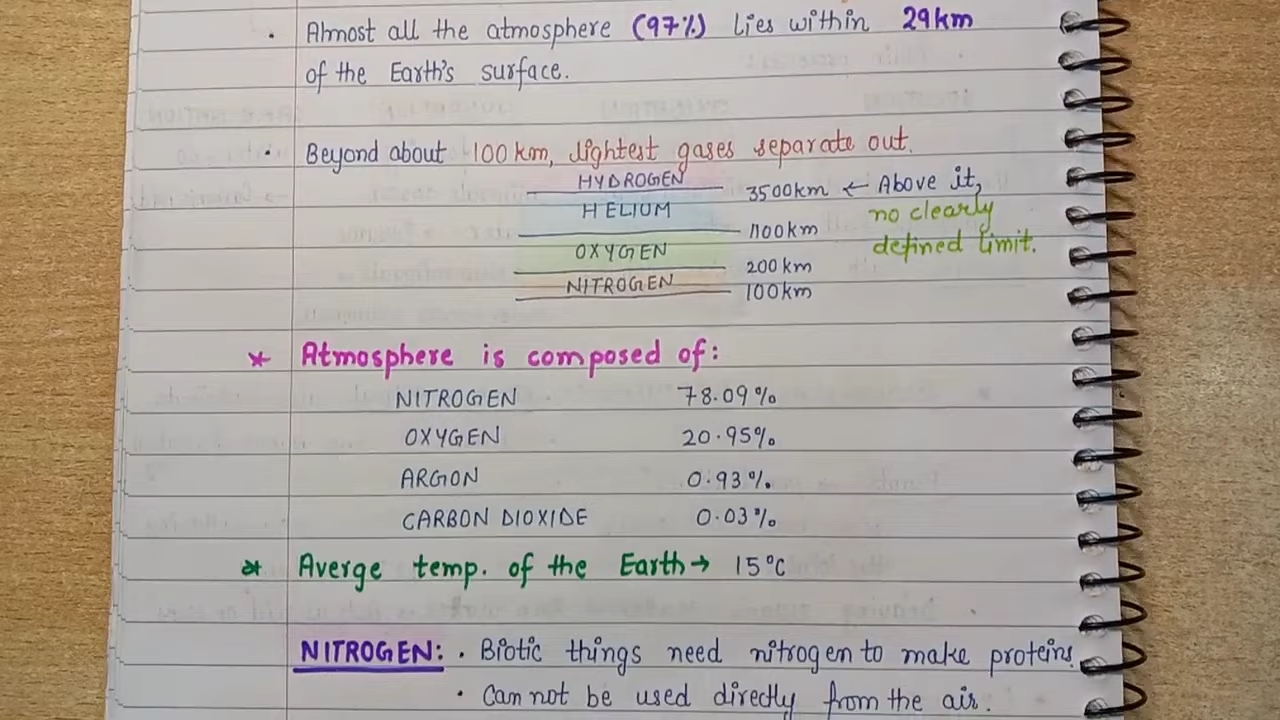 • Almost all the atmosphere (97%) lies within 29km
of the Earth's surface.
• Beyond about 100 km, lightest gases separate out.
HYDROGEN
3500km ← Above it,
HELIUM
no clearly
1100km
defined limit.
OXYGEN
200 km
NITROGEN
100km
* Atmosphere is composed of:
NITROGEN 78.09%
OXYGEN 20.95%
ARGON 0.93%
CARBON DIOXIDE 0.03%
* Averge temp. of the Earth → 15°C
NITROGEN: • Biotic things need nitrogen to make proteins
• Can not be used directly from the air.